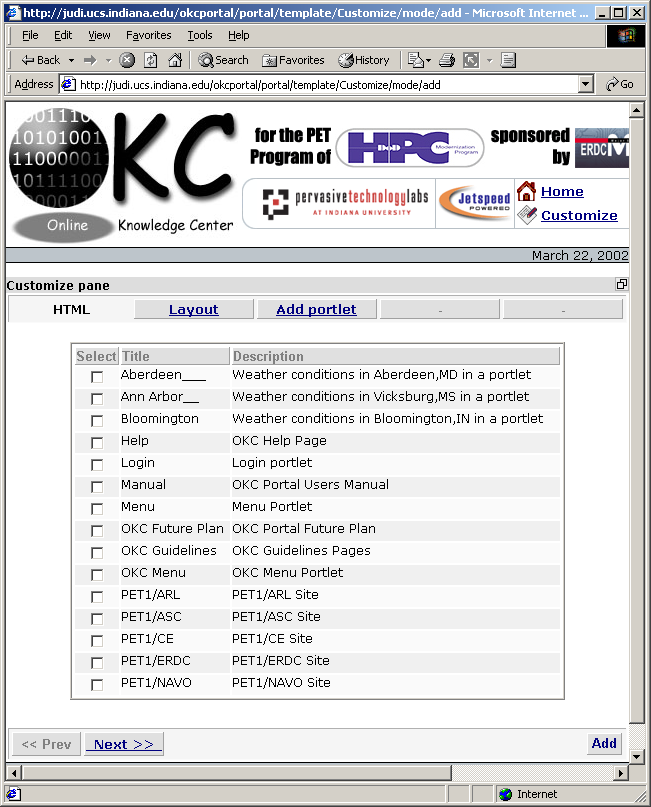 http://judi.ucs.indiana.edu/okcportal/portal/template/Customize/mode/add - Microsoft Internet ...
File Edit View Favorites Tools Help
Back Search Favorites History
Address http://judi.ucs.indiana.edu/okcportal/portal/template/Customize/mode/add Go
OKC
Online Knowledge Center
for the PET Program of
DoD HPC Modernization Program
sponsored by
ERDC
pervasivetechnologylabs
AT INDIANA UNIVERSITY
Jetspeed
POWERED
Home
Customize
March 22, 2002
Customize pane
HTML Layout Add portlet - -
Select Title Description
Aberdeen___ Weather conditions in Aberdeen,MD in a portlet
Ann Arbor__ Weather conditions in Vicksburg,MS in a portlet
Bloomington Weather conditions in Bloomington,IN in a portlet
Help OKC Help Page
Login Login portlet
Manual OKC Portal Users Manual
Menu Menu Portlet
OKC Future Plan OKC Portal Future Plan
OKC Guidelines OKC Guidelines Pages
OKC Menu OKC Menu Portlet
PET1/ARL PET1/ARL Site
PET1/ASC PET1/ASC Site
PET1/CE PET1/CE Site
PET1/ERDC PET1/ERDC Site
PET1/NAVO PET1/NAVO Site
<< Prev Next >> Add
Internet